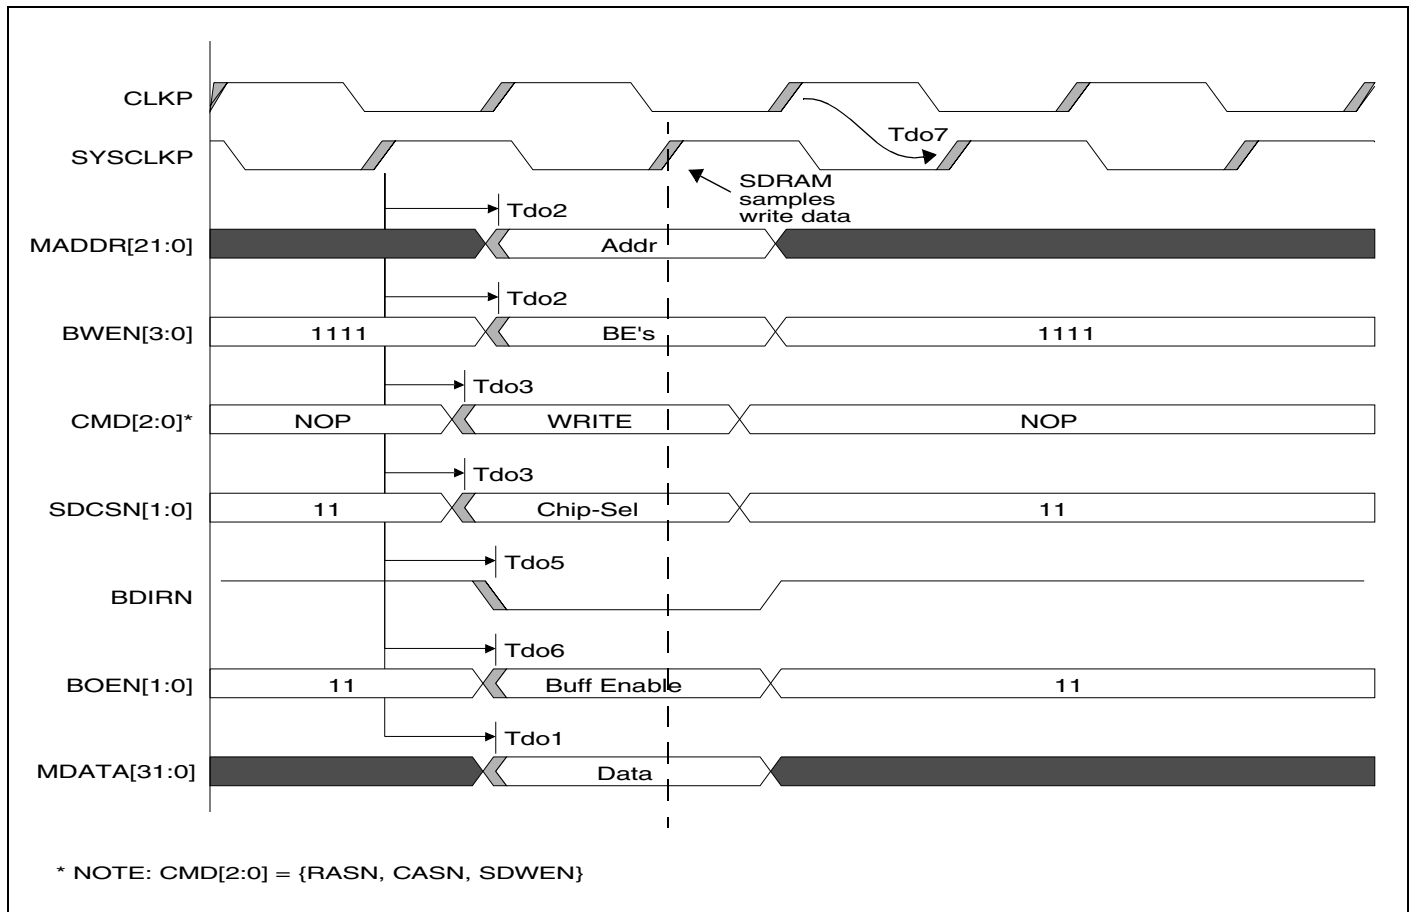 CLKP
Tdo7
SYSCLKP
SDRAM
samples
write data
Tdo2
MADDR[21:0]
Addr
Tdo2
BWEN[3:0]
1111
BE's
1111
Tdo3
CMD[2:0]*
NOP
WRITE
NOP
Tdo3
SDCSN[1:0]
11
Chip-Sel
11
Tdo5
BDIRN
Tdo6
BOEN[1:0]
11
Buff Enable
11
Tdo1
MDATA[31:0]
Data
* NOTE: CMD[2:0] = {RASN, CASN, SDWEN}